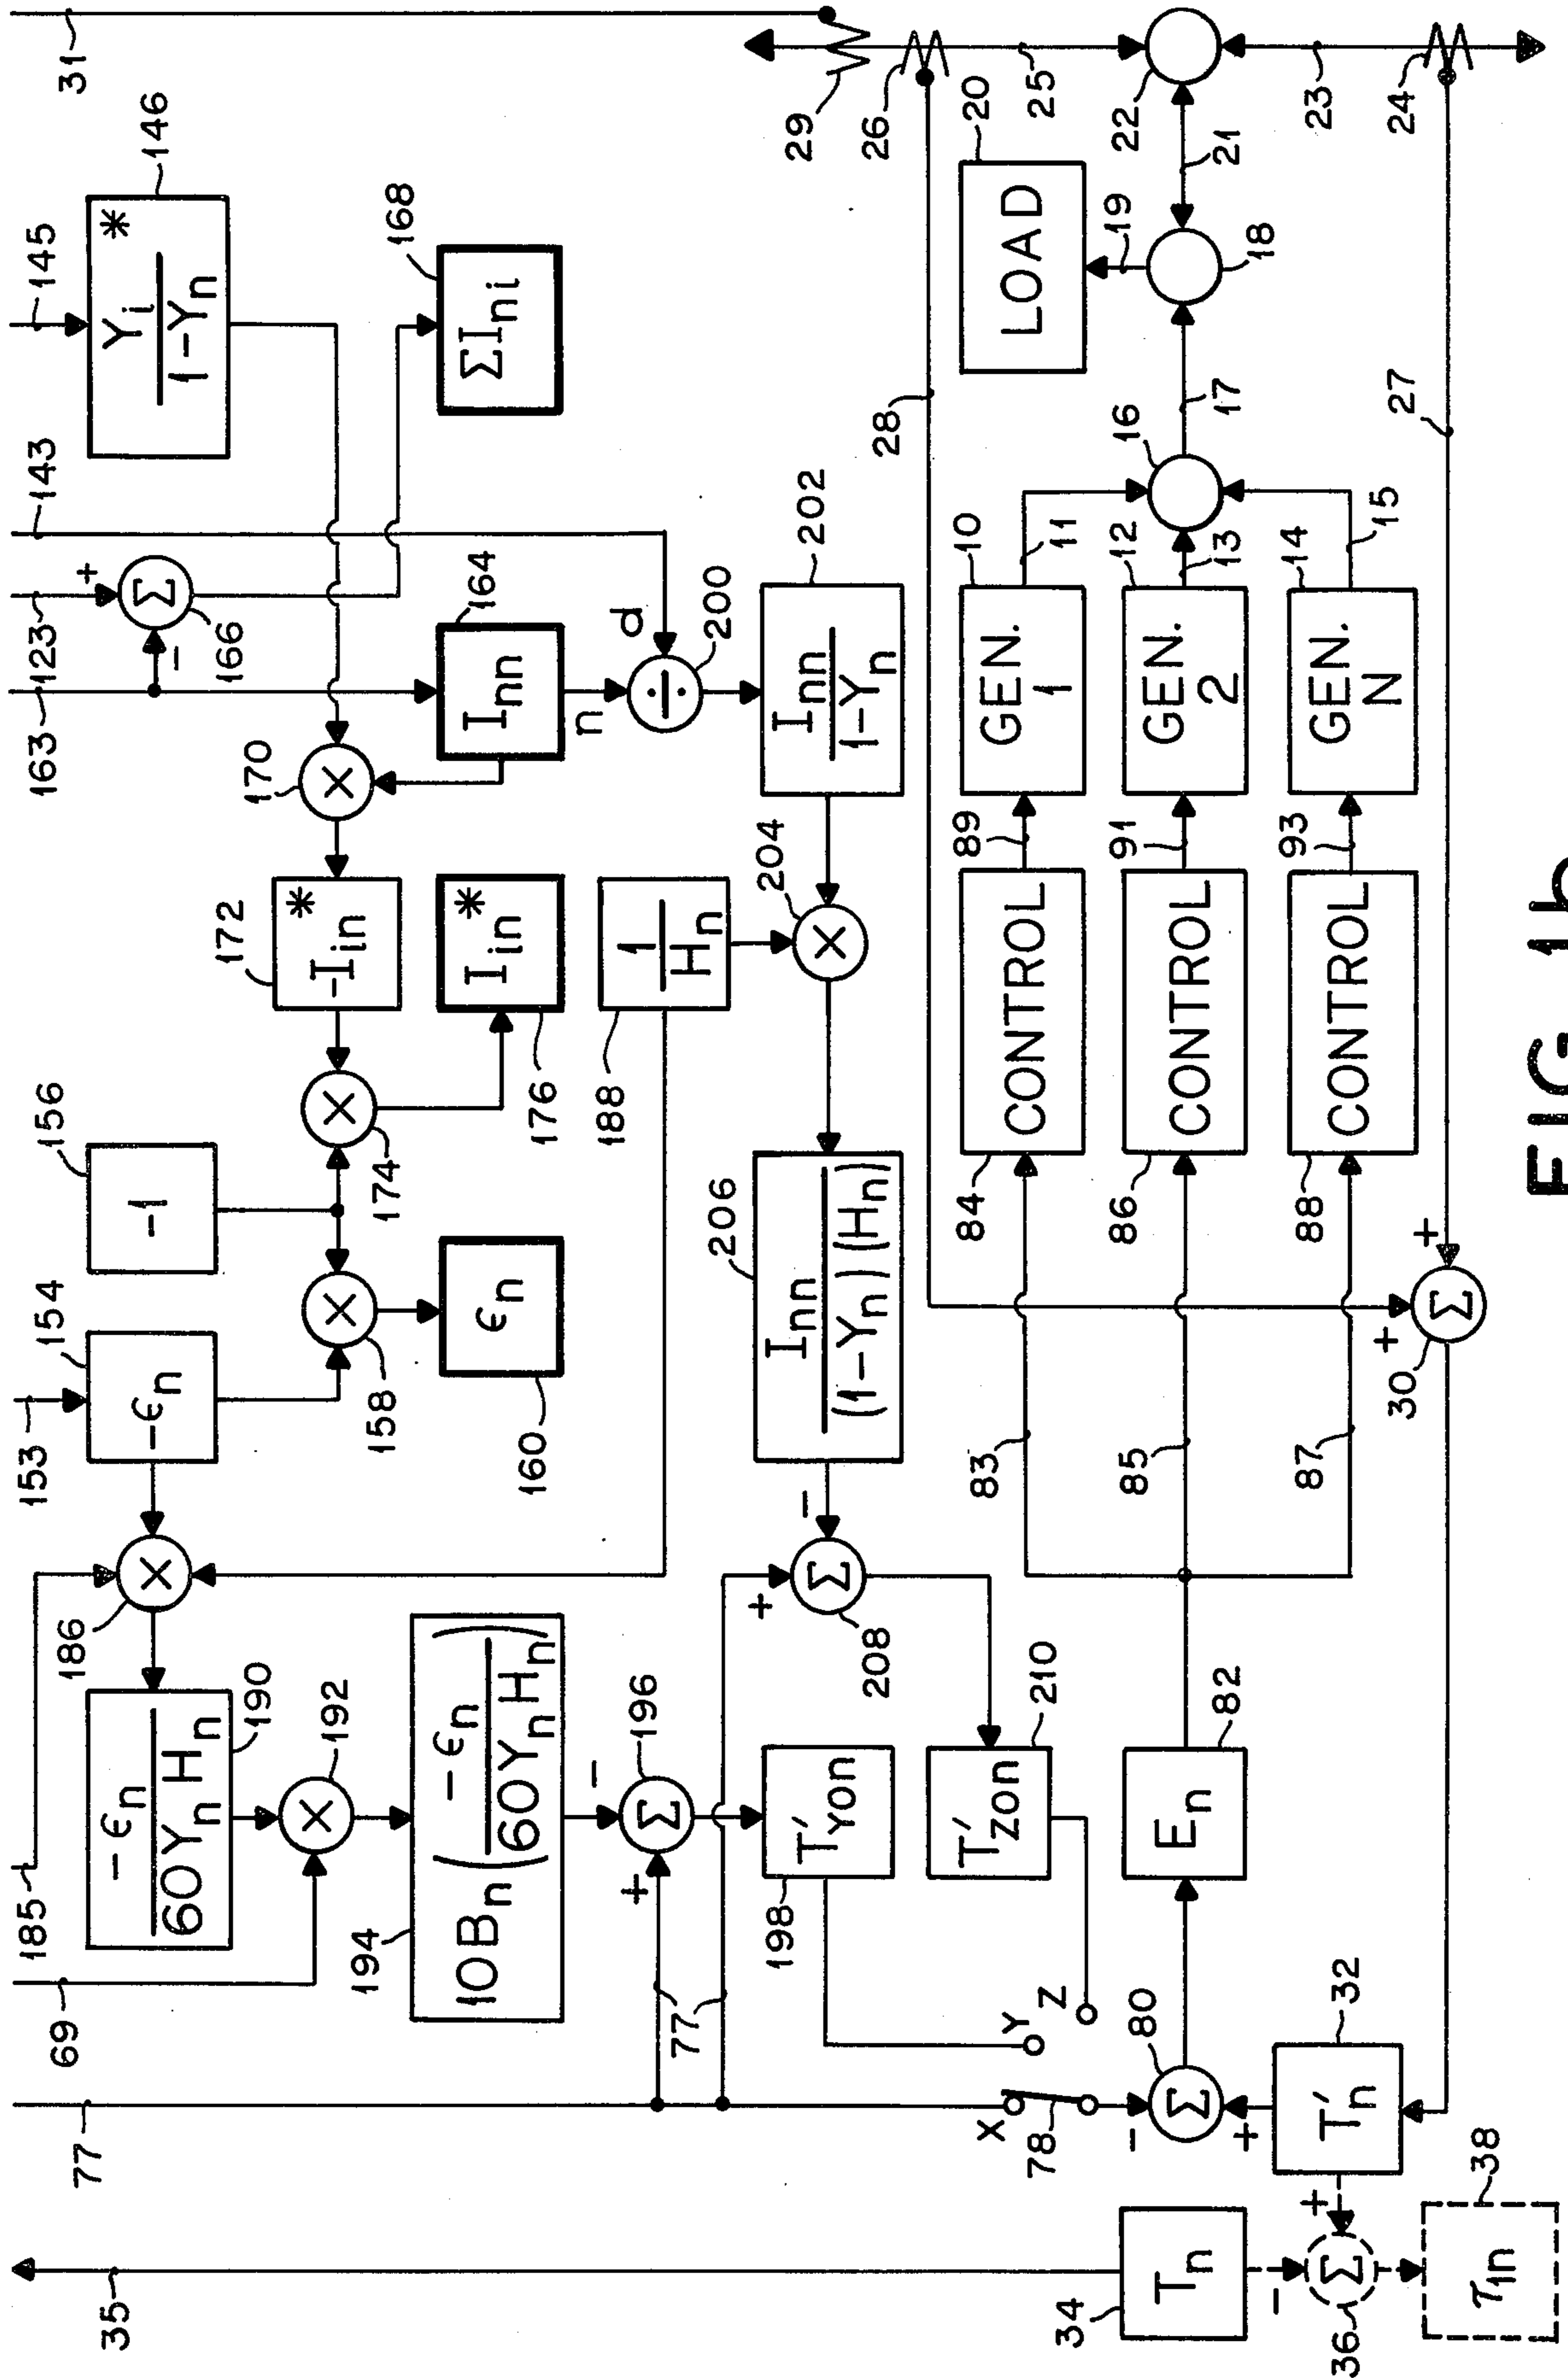 35
77
69
185
153
154
156
163
123
143
145
146
31
-εn
-1
+
Σ
-
166
Yi / 1-Yn *
186
×
-εn / 60YnHn
190
192
×
158
×
174
×
172
-Iin *
170
×
εn
160
Iin *
176
Inn
164
ΣIni
168
194
10Bn(-εn / 60YnHn)
188
1 / Hn
n
d
÷
200
+
-
Σ
196
77
206
Inn / (1-Yn)(Hn)
204
×
Inn / 1-Yn
202
29
26
28
T'YOn
198
+
-
Σ
208
T'ZOn
210
X
Y
Z
78
83
84
CONTROL
89
GEN. 1
10
11
LOAD
20
19
25
34
Tn
-
Σ
80
+
En
82
85
86
CONTROL
91
GEN. 2
12
13
16
17
18
21
22
36
-
+
Σ
T'n
32
87
88
CONTROL
93
GEN. N
14
15
23
τ1n
38
30
+
+
Σ
27
24
FIG. 1b